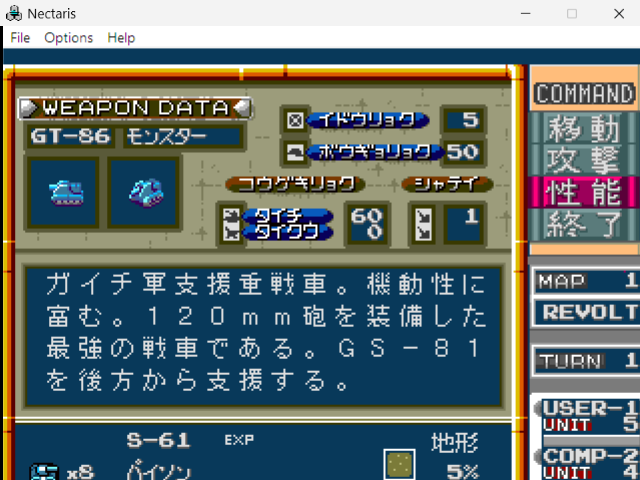 Nectaris
File Options Help
WEAPON DATA
GT-86 モンスター
イドウリョク 5
ボウギョリョク 50
コウゲキリョク シャテイ
タイチ 60 1
タイクウ 0
ガイチ軍支援重戦車。機動性に
富む。120mm砲を装備した
最強の戦車である。GS-81
を後方から支援する。
S-61 EXP 地形
x8 バイソン 5%
COMMAND
移動
攻撃
性能
終了
MAP 1
REVOLT
TURN 1
USER-1
UNIT 5
COMP-2
UNIT 4